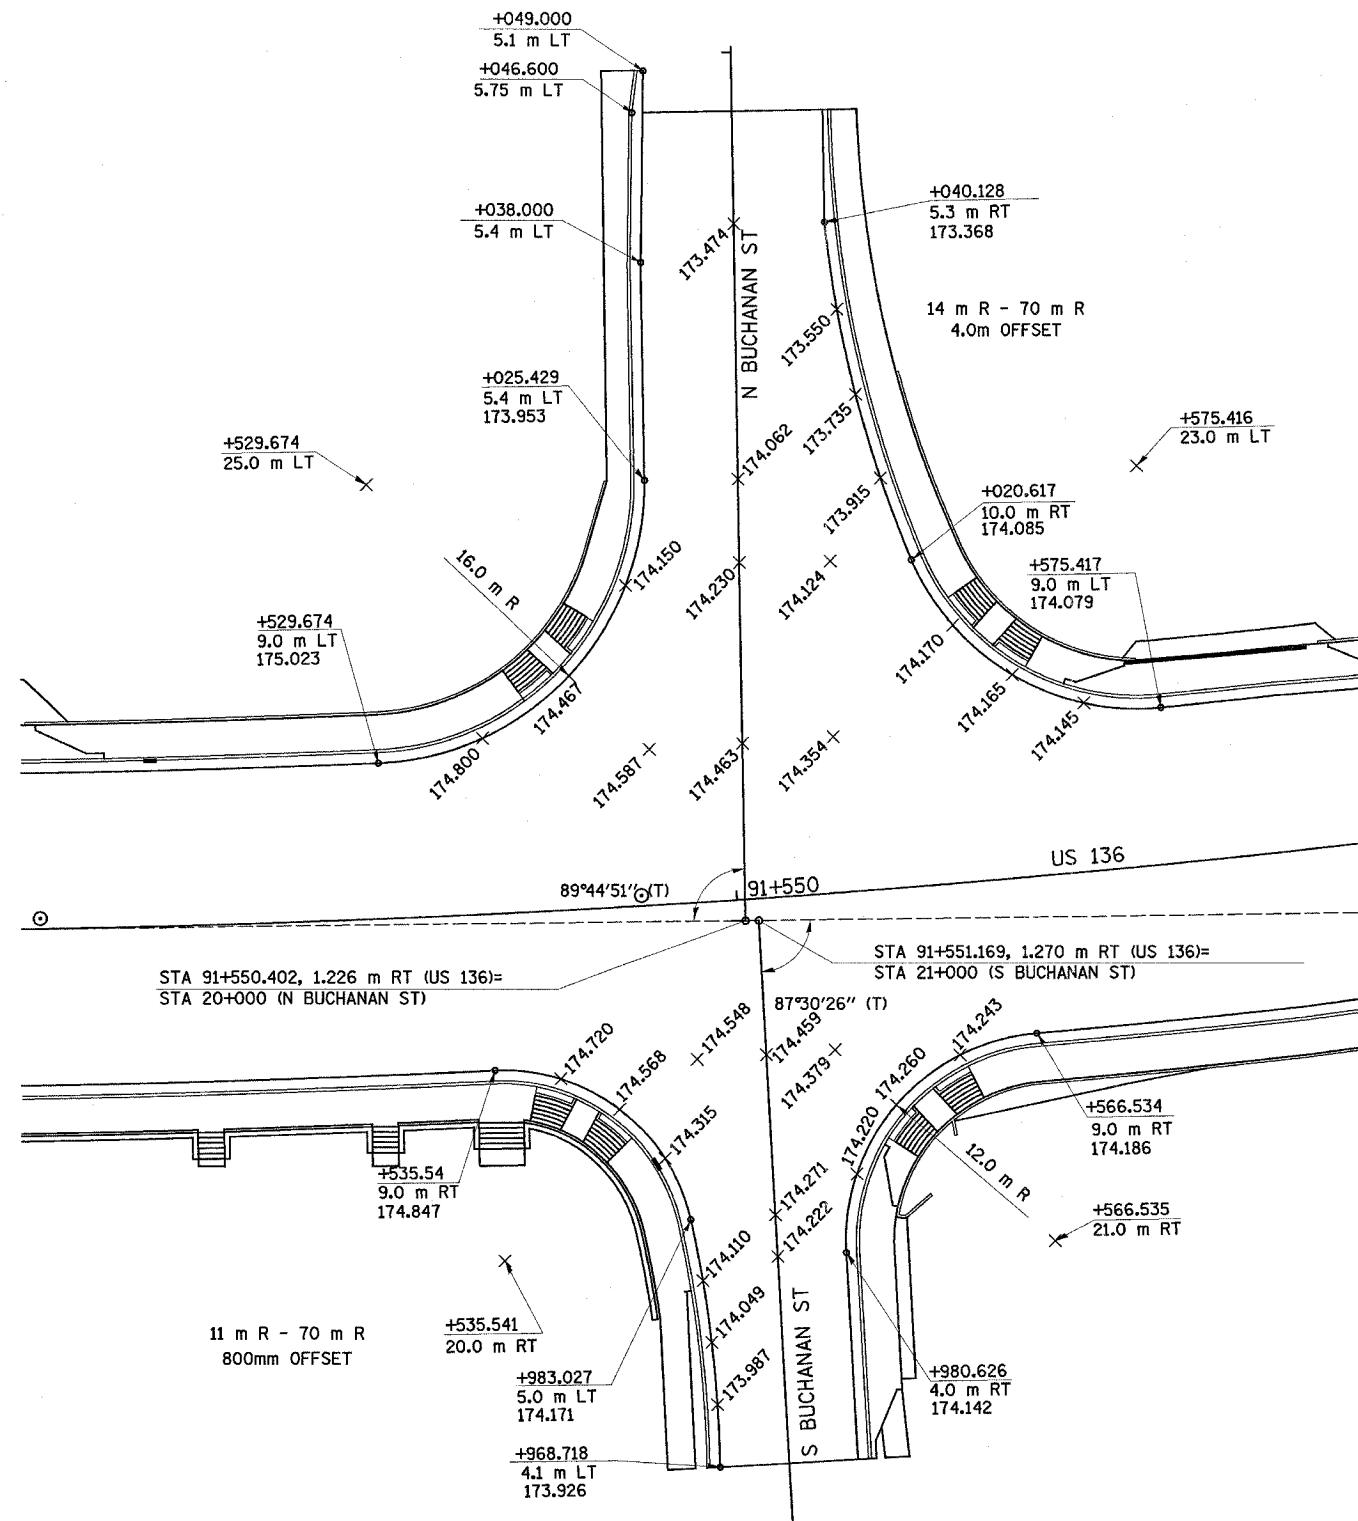 +049.000
5.1 m LT
+046.600
5.75 m LT
+038.000
5.4 m LT
+040.128
5.3 m RT
173.368
173.474
N BUCHANAN ST
14 m R - 70 m R
4.0m OFFSET
173.550
+025.429
5.4 m LT
173.953
173.735
+529.674
25.0 m LT
174.062
+575.416
23.0 m LT
173.915
+020.617
10.0 m RT
174.085
16.0 m R
174.150
174.230
174.124
+575.417
9.0 m LT
174.079
+529.674
9.0 m LT
175.023
174.170
174.467
174.165
174.145
174.800
174.587
174.463
174.354
US 136
89°44'51" (T)
91+550
STA 91+550.402, 1.226 m RT (US 136)=
STA 20+000 (N BUCHANAN ST)
STA 91+551.169, 1.270 m RT (US 136)=
STA 21+000 (S BUCHANAN ST)
87°30'26" (T)
174.720
174.568
174.548
174.459
174.379
174.260
174.243
174.315
174.220
+566.534
9.0 m RT
174.186
+535.54
9.0 m RT
174.847
12.0 m R
174.271
174.222
+566.535
21.0 m RT
174.110
174.049
173.987
S BUCHANAN ST
11 m R - 70 m R
800mm OFFSET
+535.541
20.0 m RT
+983.027
5.0 m LT
174.171
+980.626
4.0 m RT
174.142
+968.718
4.1 m LT
173.926